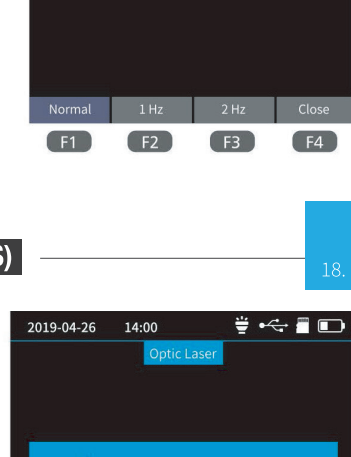 Normal 1 Hz 2 Hz Close
F1 F2 F3 F4
)
18.
2019-04-26 14:00
Optic Laser